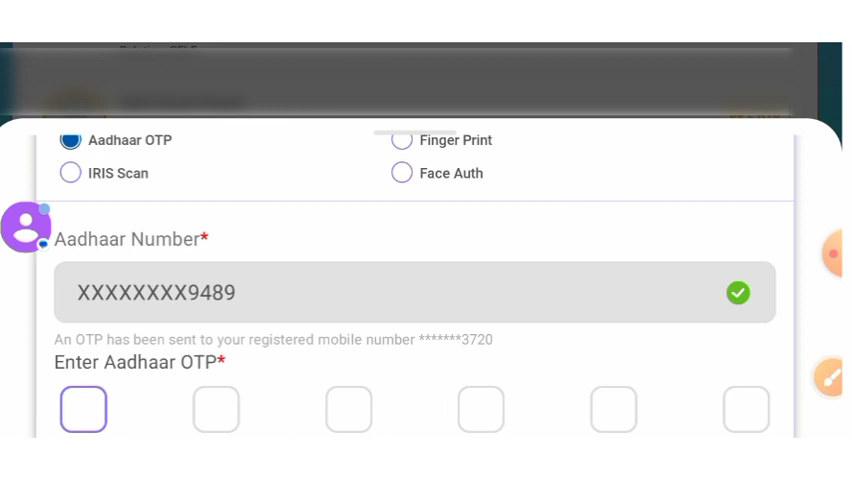 Aadhaar OTP
Finger Print
IRIS Scan
Face Auth
Aadhaar Number*
XXXXXXXX9489
An OTP has been sent to your registered mobile number *******3720
Enter Aadhaar OTP*